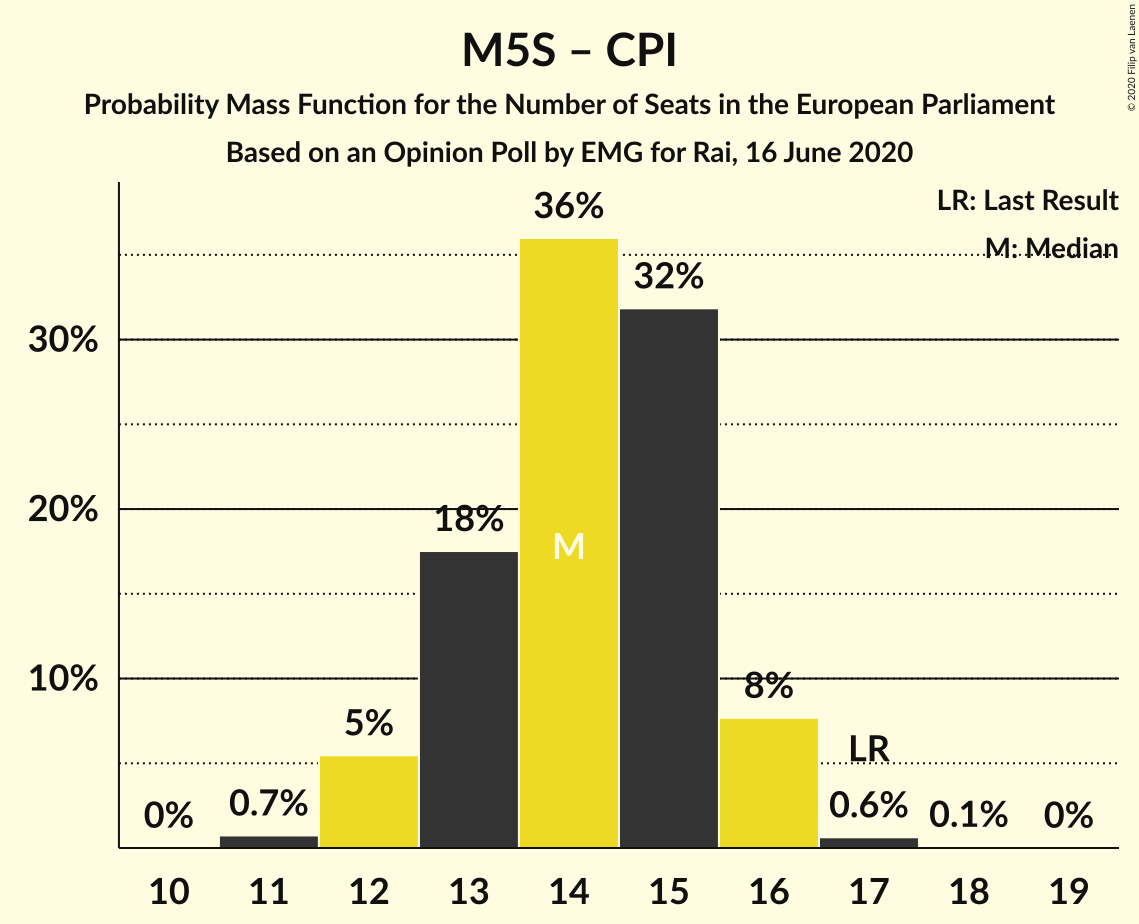 M5S – CPI
Probability Mass Function for the Number of Seats in the European Parliament
Based on an Opinion Poll by EMG for Rai, 16 June 2020
© 2020 Filip van Laenen
LR: Last Result
M: Median
36%
32%
30%
20%
18%
M
10%
8%
5%
LR
0%
0.7%
0.6%
0.1%
0%
10 11 12 13 14 15 16 17 18 19